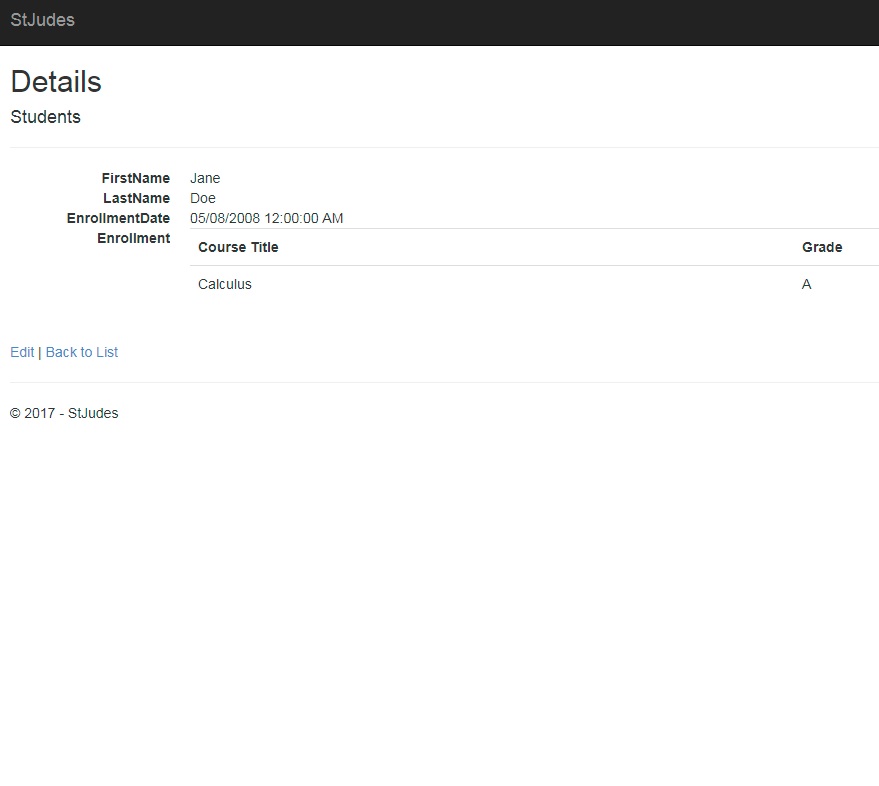 StJudes
Details
Students
FirstName Jane
LastName Doe
EnrollmentDate 05/08/2008 12:00:00 AM
Enrollment
Course Title Grade
Calculus A
Edit | Back to List
© 2017 - StJudes